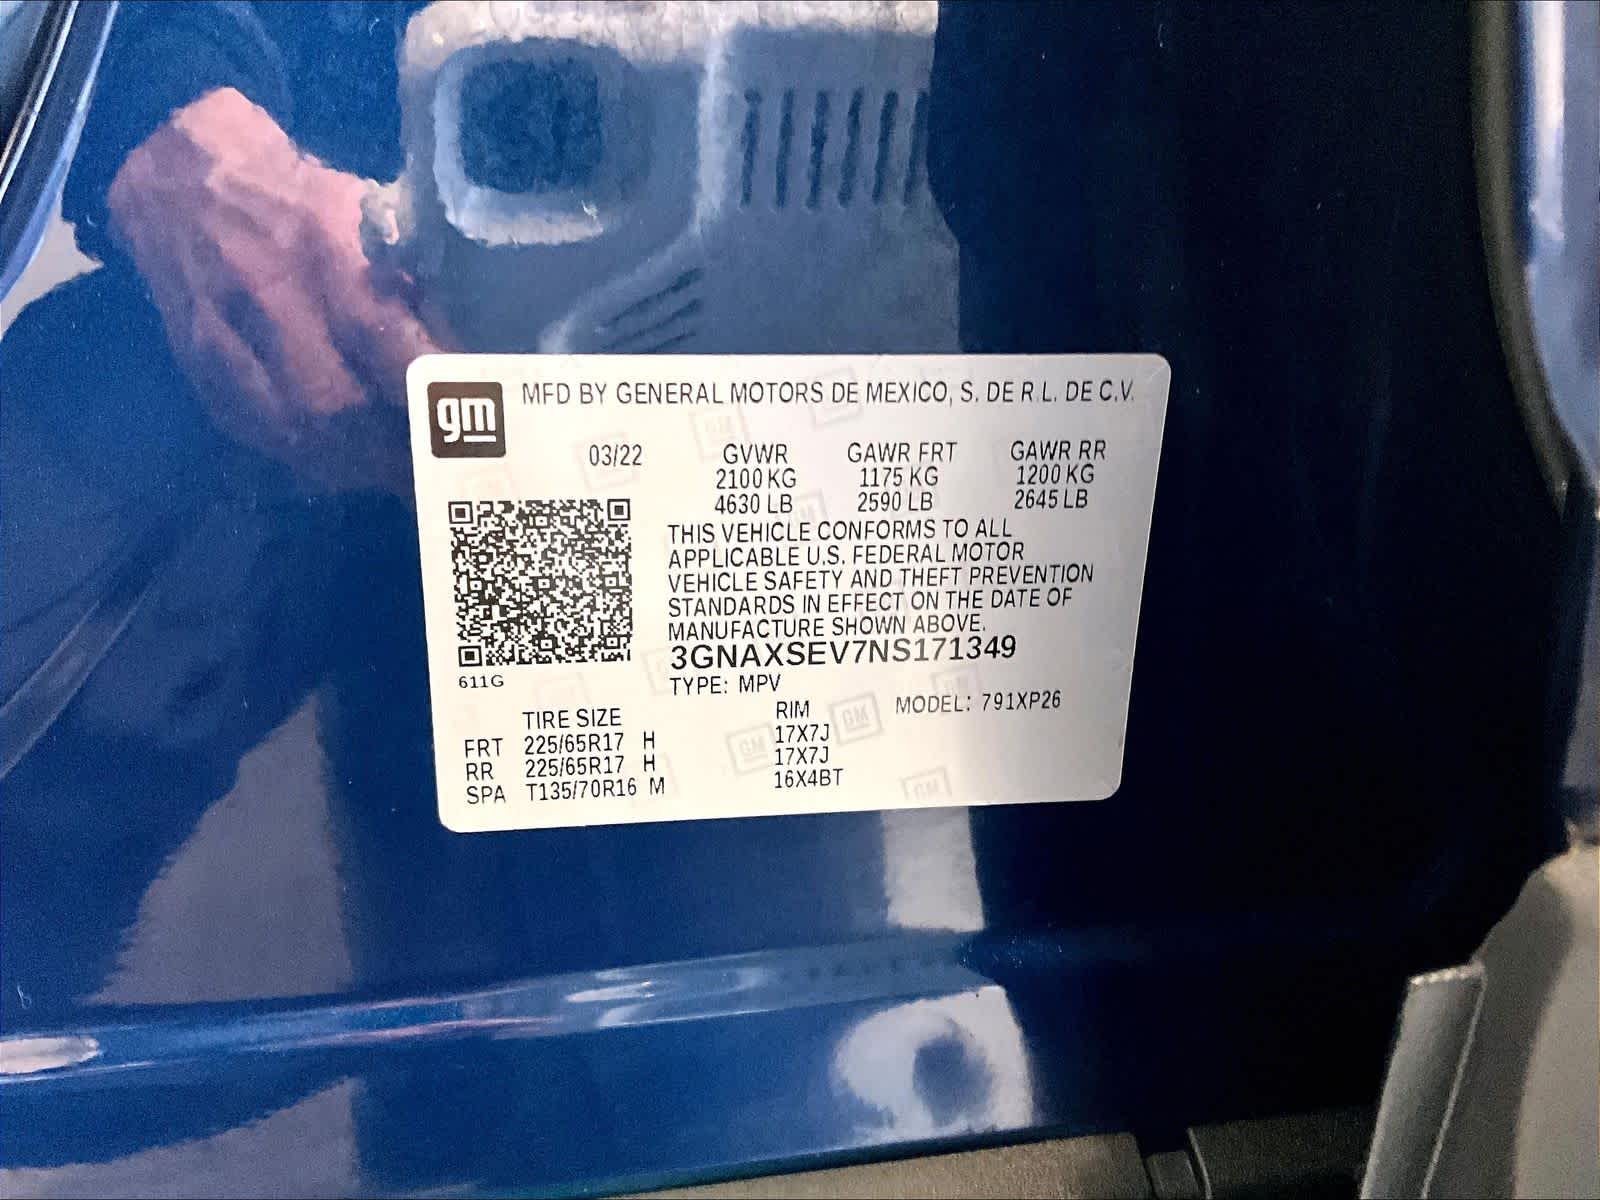 gm
MFD BY GENERAL MOTORS DE MEXICO, S. DE R.L. DE C.V.
03/22 GVWR GAWR FRT GAWR RR
2100 KG 1175 KG 1200 KG
4630 LB 2590 LB 2645 LB
THIS VEHICLE CONFORMS TO ALL
APPLICABLE U.S. FEDERAL MOTOR
VEHICLE SAFETY AND THEFT PREVENTION
STANDARDS IN EFFECT ON THE DATE OF
MANUFACTURE SHOWN ABOVE.
3GNAXSEV7NS171349
611G
TYPE: MPV
MODEL: 791XP26
TIRE SIZE RIM
FRT 225/65R17 H 17X7J
RR 225/65R17 H 17X7J
SPA T135/70R16 M 16X4BT